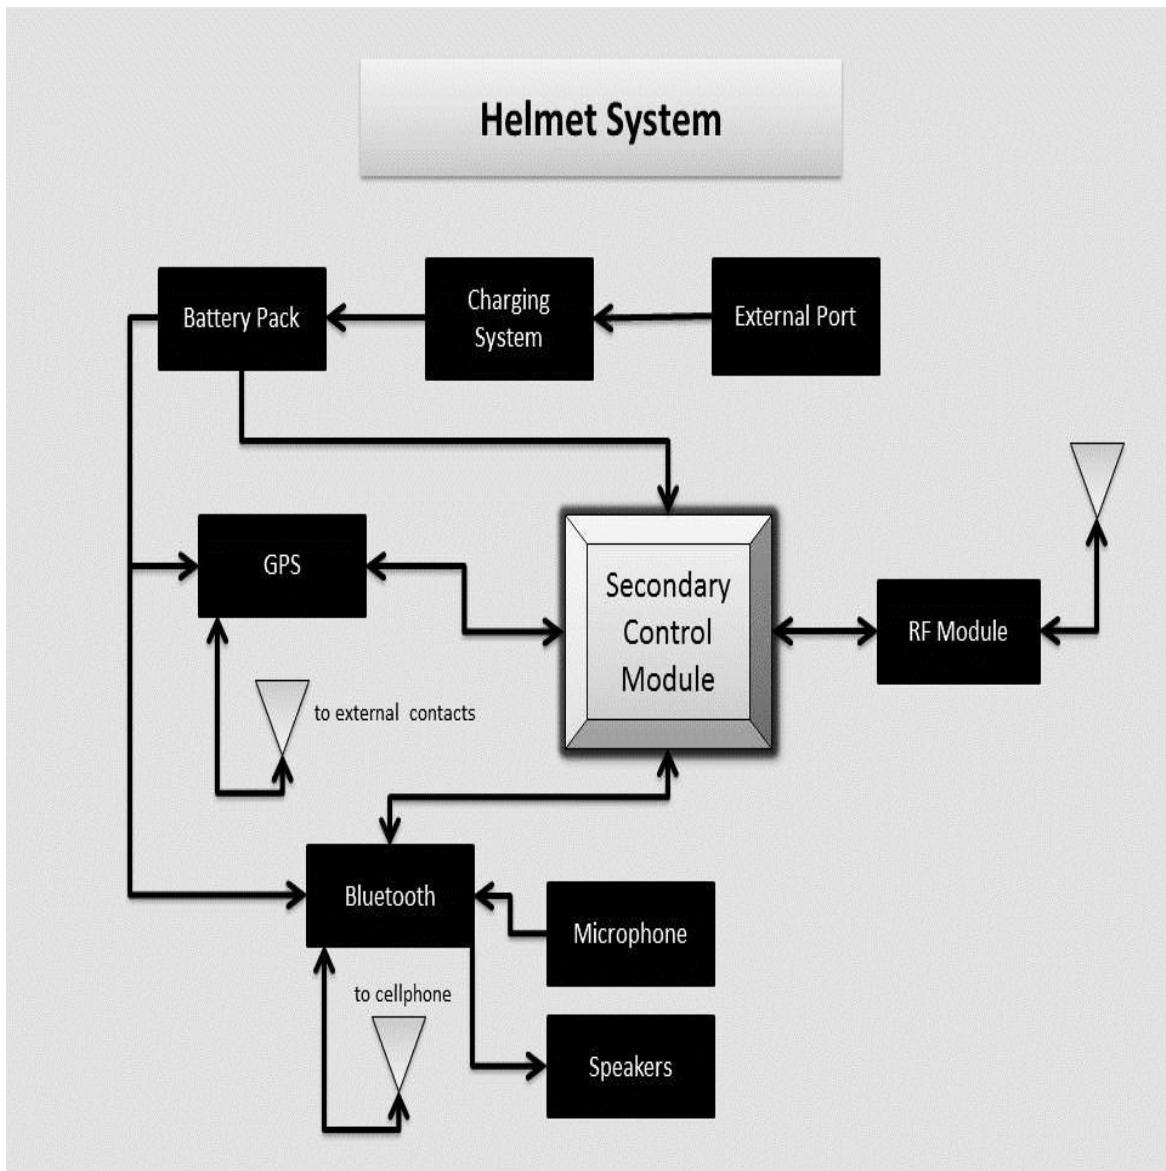 Helmet System
Battery Pack
Charging
System
External Port
GPS
Secondary
Control
Module
RF Module
to external contacts
Bluetooth
Microphone
to cellphone
Speakers